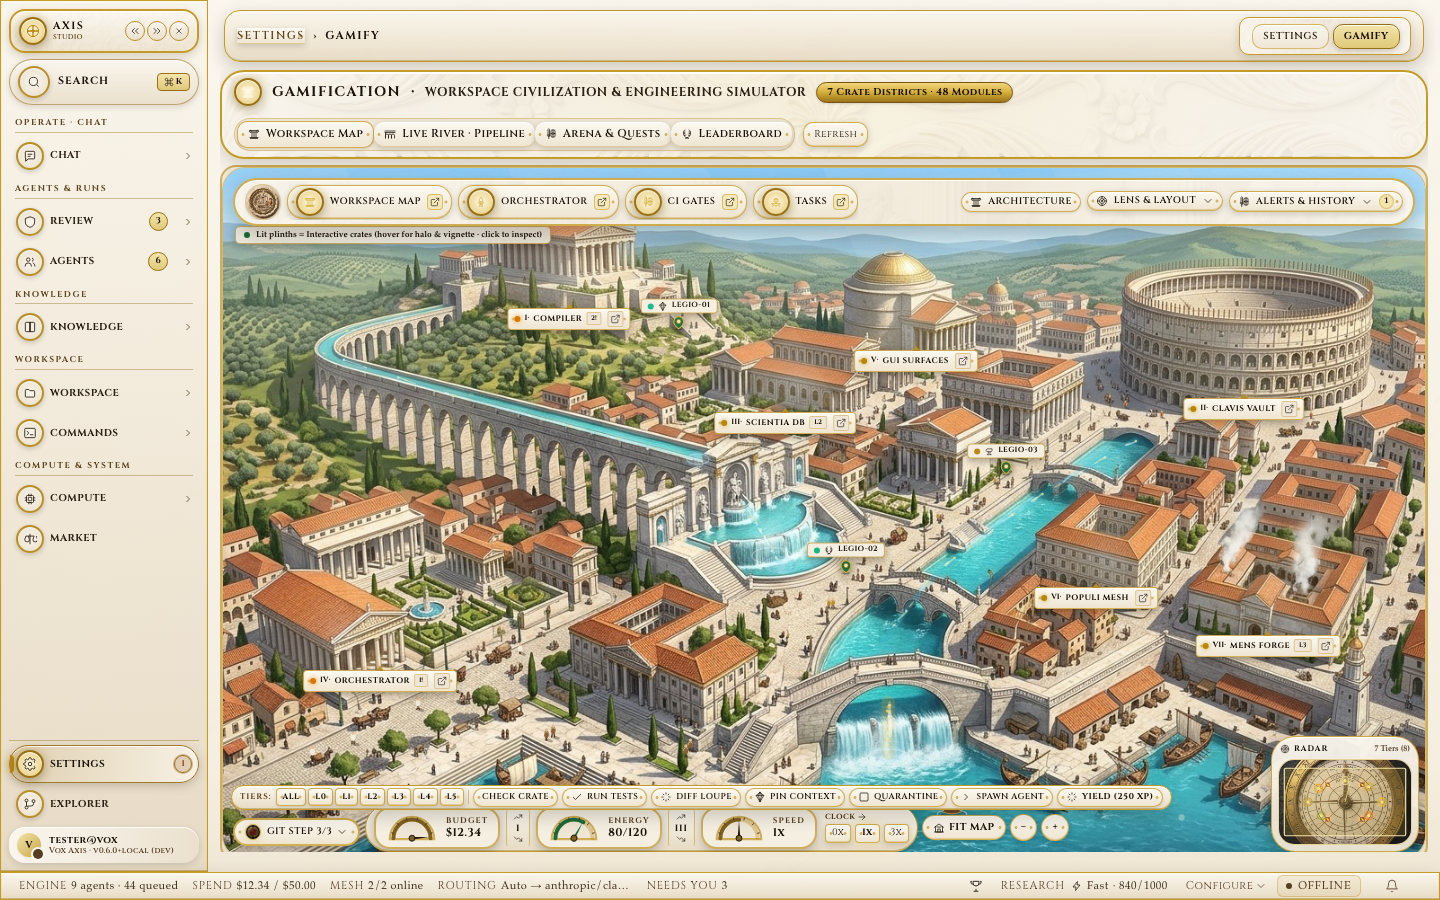 AXIS
STUDIO
SEARCH
⌘ K
OPERATE · CHAT
CHAT
AGENTS & RUNS
REVIEW 3
AGENTS 6
KNOWLEDGE
KNOWLEDGE
WORKSPACE
WORKSPACE
COMMANDS
COMPUTE & SYSTEM
COMPUTE
MARKET
SETTINGS 1
EXPLORER
V
TESTER@VOX
VOX AXIS · V0.6.0+LOCAL (DEV)
SETTINGS › GAMIFY
SETTINGS GAMIFY
GAMIFICATION · WORKSPACE CIVILIZATION & ENGINEERING SIMULATOR 7 CRATE DISTRICTS · 48 MODULES
WORKSPACE MAP LIVE RIVER · PIPELINE ARENA & QUESTS LEADERBOARD REFRESH
WORKSPACE MAP ORCHESTRATOR CI GATES TASKS ARCHITECTURE LENS & LAYOUT ALERTS & HISTORY 1
Lit plinths = Interactive crates (hover for halo & vignette · click to inspect)
LEGIO-01
I· COMPILER 2!
V· GUI SURFACES
II· CLAVIS VAULT
III· SCIENTIA DB L2
LEGIO-03
LEGIO-02
VI· POPULI MESH
VII· MENS FORGE L3
IV· ORCHESTRATOR 1!
RADAR 7 Tiers (8)
TIERS: ALL L0 L1 L2 L3 L4 L5 CHECK CRATE RUN TESTS DIFF LOUPE PIN CONTEXT QUARANTINE SPAWN AGENT YIELD (250 XP)
GIT STEP 3/3
BUDGET
$12.34
I
ENERGY
80/120
III
SPEED
1X
CLOCK →
0X 1X 3X
FIT MAP − +
ENGINE 9 agents · 44 queued SPEND $12.34 / $50.00 MESH 2/2 online ROUTING Auto → anthropic/cla... NEEDS YOU 3 RESEARCH Fast · 840/1000 CONFIGURE OFFLINE